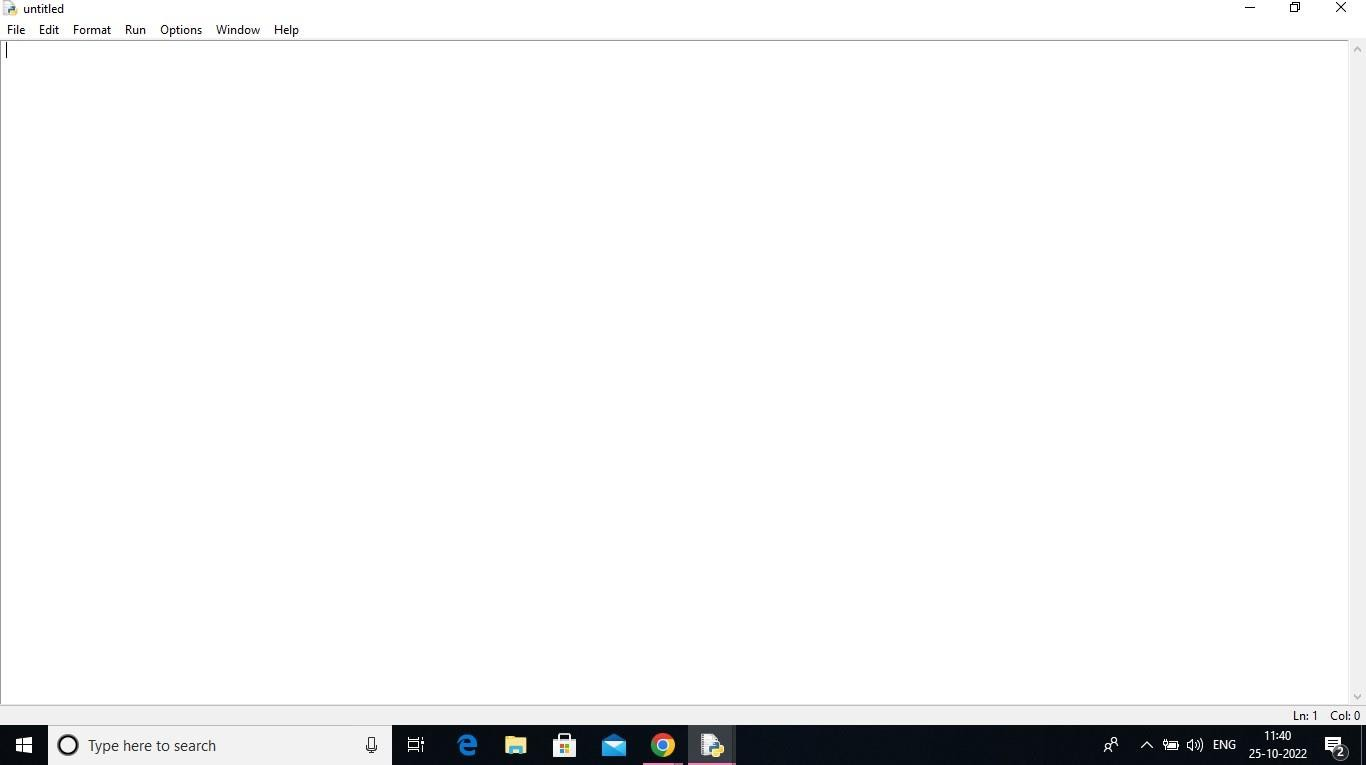 untitled
File Edit Format Run Options Window Help
Ln: 1 Col: 0
Type here to search
ENG
11:40
25-10-2022
2